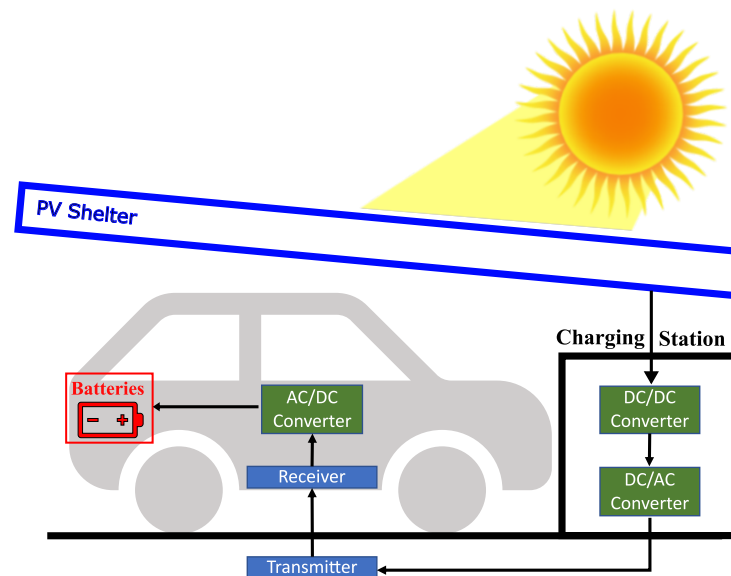 PV Shelter
Charging Station
Batteries
AC/DC
Converter
DC/DC
Converter
Receiver
DC/AC
Converter
Transmitter